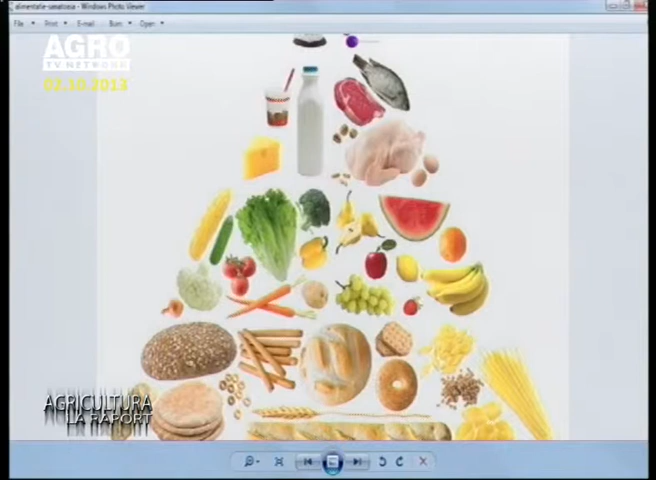 alimentatie-sanatoasa - Windows Photo Viewer
File Print E-mail Burn Open
AGRO
TV NETWORK
02.10-2013
AGRICULTURA
LA RAPORT